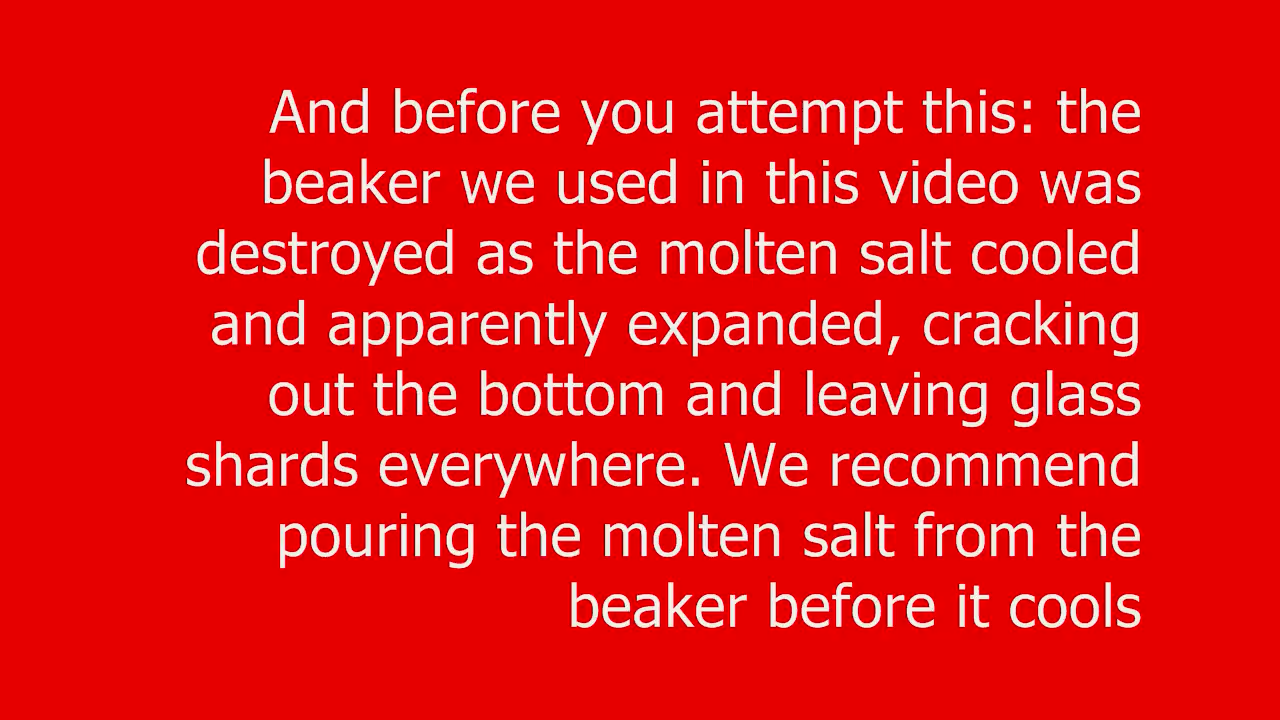 And before you attempt this: the
beaker we used in this video was
destroyed as the molten salt cooled
and apparently expanded, cracking
out the bottom and leaving glass
shards everywhere. We recommend
pouring the molten salt from the
beaker before it cools